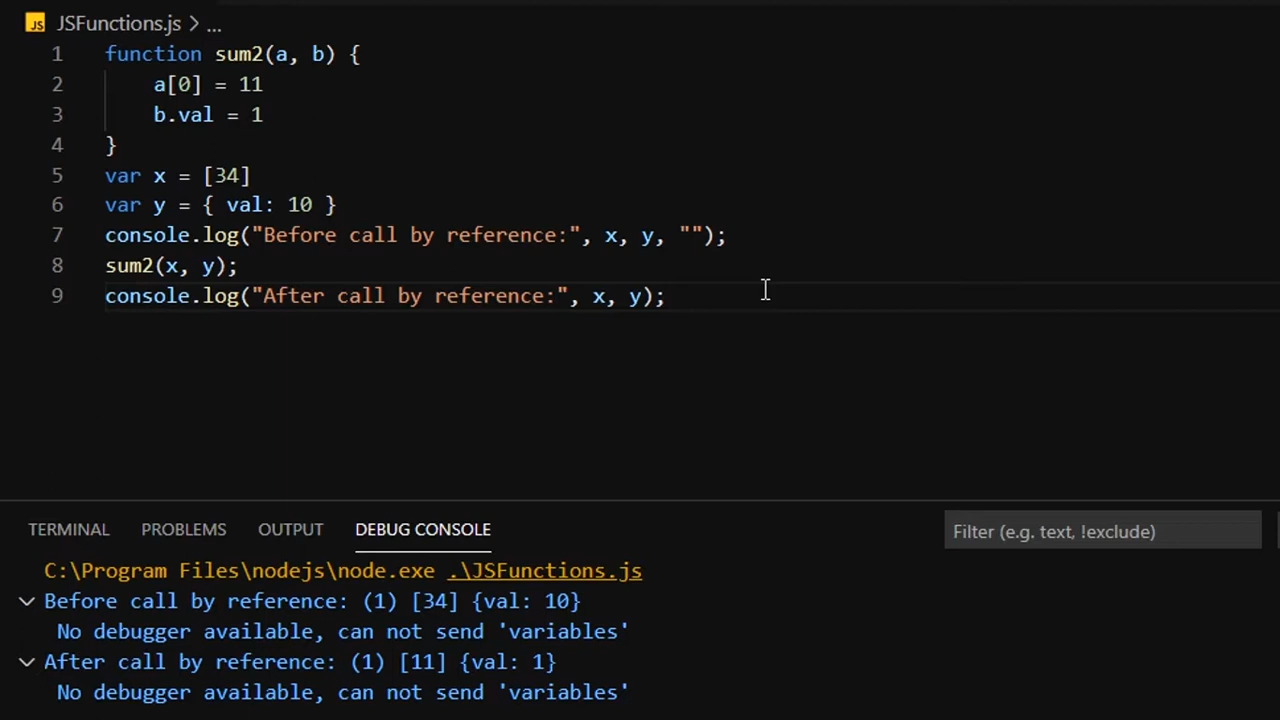 JS JSFunctions.js > ...
1 function sum2(a, b) {
2     a[0] = 11
3     b.val = 1
4 }
5 var x = [34]
6 var y = { val: 10 }
7 console.log("Before call by reference:", x, y, "");
8 sum2(x, y);
9 console.log("After call by reference:", x, y);
TERMINAL PROBLEMS OUTPUT DEBUG CONSOLE Filter (e.g. text, !exclude)
C:\Program Files\nodejs\node.exe .\JSFunctions.js
Before call by reference: (1) [34] {val: 10}
No debugger available, can not send 'variables'
After call by reference: (1) [11] {val: 1}
No debugger available, can not send 'variables'